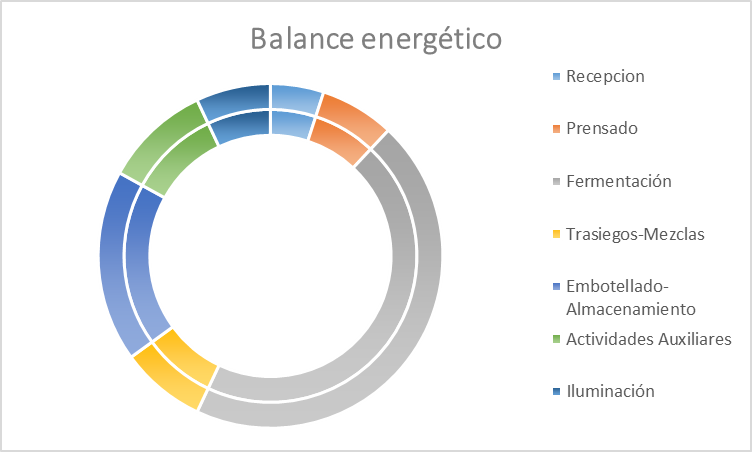 Balance energético
Recepcion
Prensado
Fermentación
Trasiegos-Mezclas
Embotellado-
Almacenamiento
Actividades Auxiliares
Iluminación